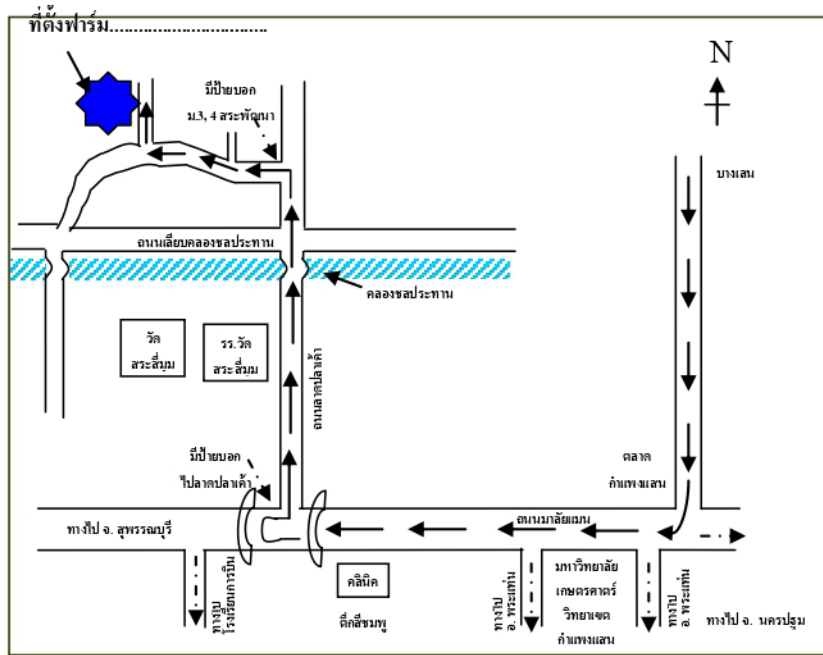 ที่ตั้งฟาร์ม................................
N
มีป้ายบอก
ม.3, 4 สระพัฒนา
บางเลน
ถนนเลียบคลองชลประทาน
คลองชลประทาน
วัด
สระสี่มุม
รร.วัด
สระสี่มุม
ถนนลาดปลาเค้า
มีป้ายบอก
ไปลาดปลาเค้า
ตลาด
กำแพงแสน
ทางไป จ. สุพรรณบุรี
ถนนมาลัยแมน
ทางไป
โรงเรียนการบิน
คลินิค
ตึกสีชมพู
ทางไป
อ. พระแท่น
มหาวิทยาลัย
เกษตรศาตร์
วิทยาเขต
กำแพงแสน
ทางไป
อ. พระแท่น
ทางไป จ. นครปฐม